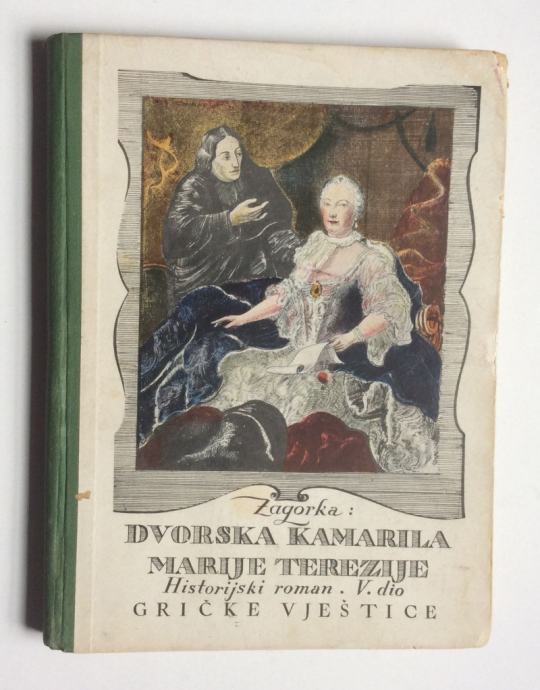 Zagorka:
DVORSKA KAMARILA
MARIJE TEREZIJE
Historijski roman. V. dio
GRIČKE VJEŠTICE